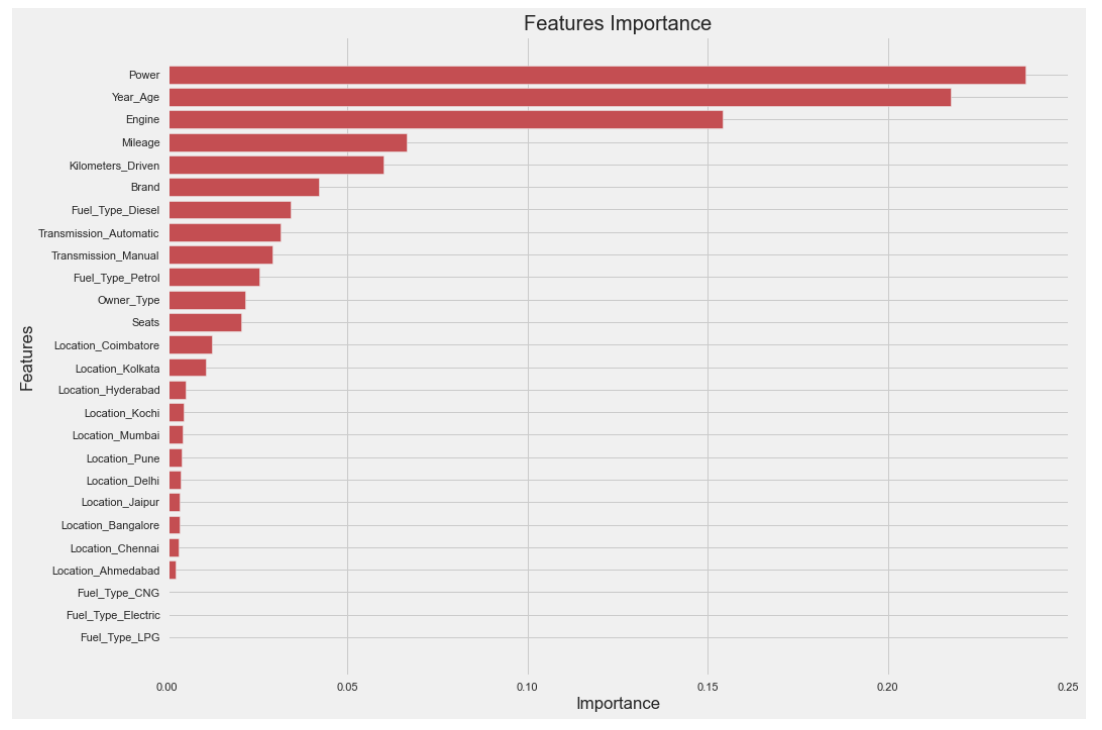 Features Importance
Power
Year_Age
Engine
Mileage
Kilometers_Driven
Brand
Fuel_Type_Diesel
Transmission_Automatic
Transmission_Manual
Fuel_Type_Petrol
Owner_Type
Seats
Location_Coimbatore
Location_Kolkata
Location_Hyderabad
Location_Kochi
Location_Mumbai
Location_Pune
Location_Delhi
Location_Jaipur
Location_Bangalore
Location_Chennai
Location_Ahmedabad
Fuel_Type_CNG
Fuel_Type_Electric
Fuel_Type_LPG
Features
0.00 0.05 0.10 0.15 0.20 0.25
Importance